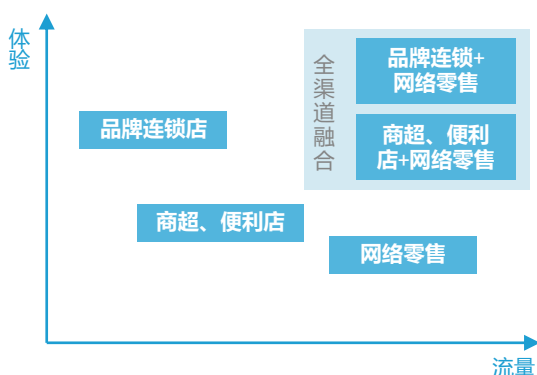 体验
全渠道融合
品牌连锁+
网络零售
商超、便利
店+网络零售
品牌连锁店
商超、便利店
网络零售
流量